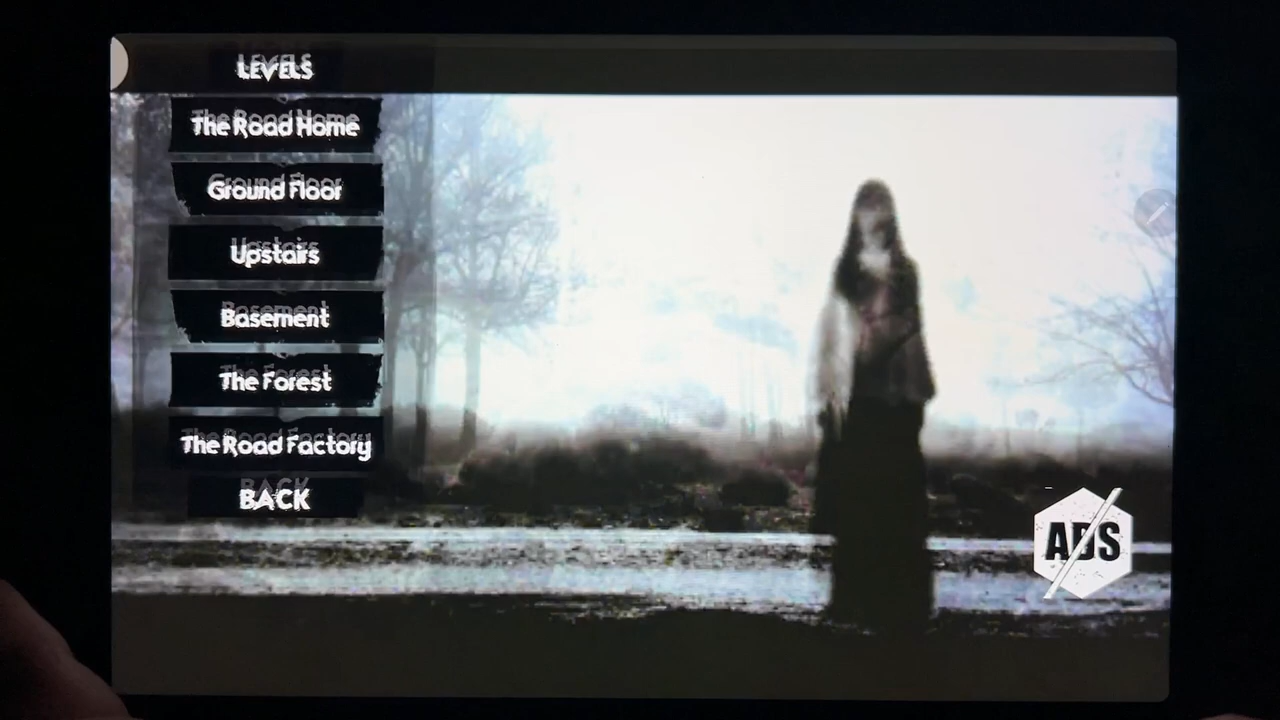 LEVELS
The Road Home
Ground Floor
Upstairs
Basement
The Forest
The Road Factory
BACK
ADS